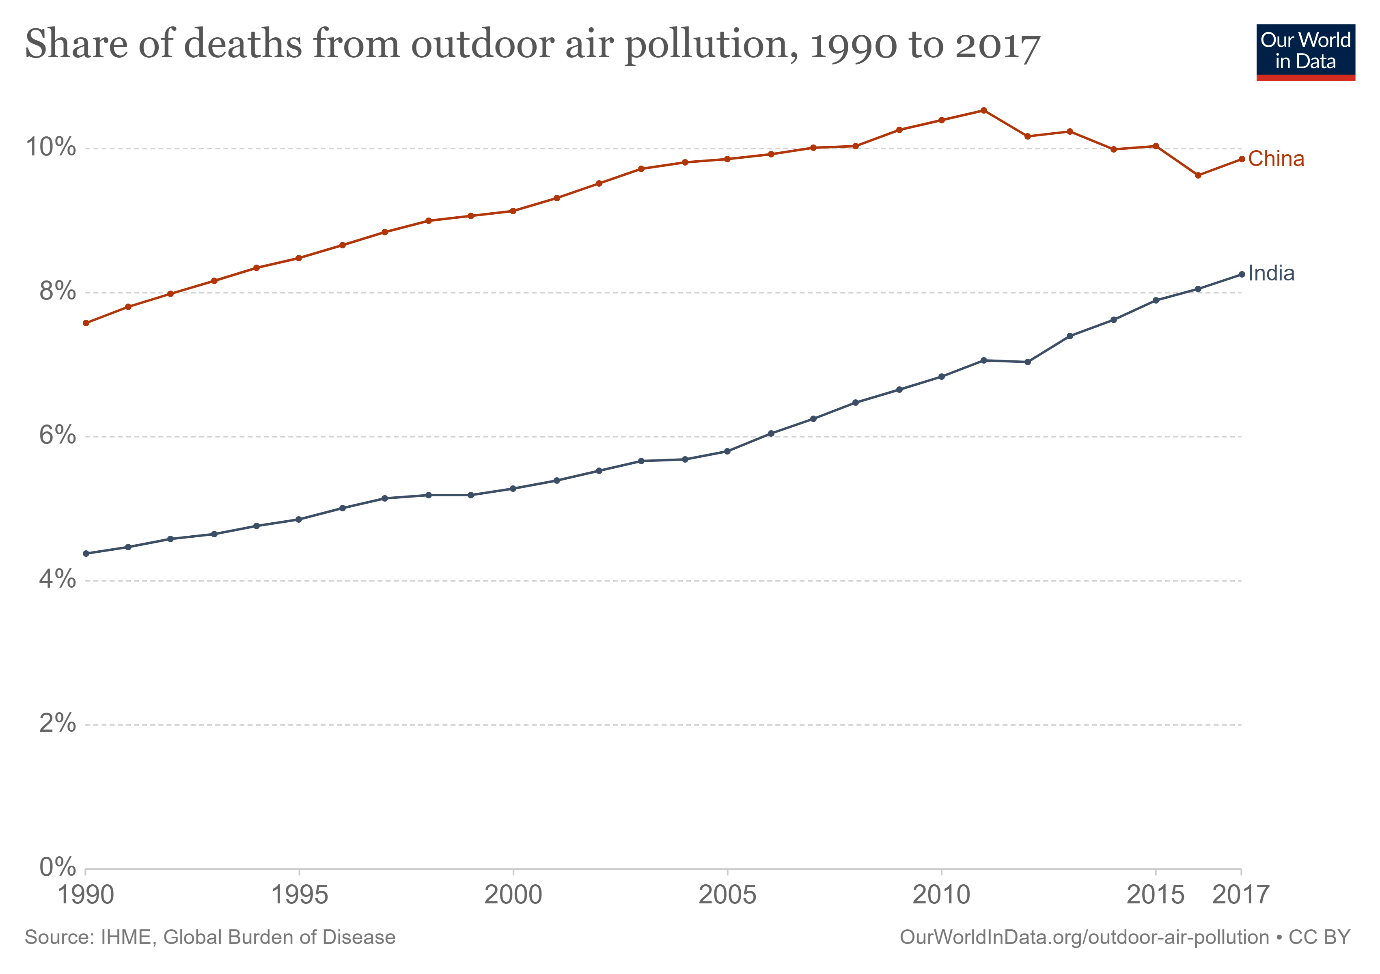 Share of deaths from outdoor air pollution, 1990 to 2017
Our World
in Data
10%
China
8%
India
6%
4%
2%
0%
1990 1995 2000 2005 2010 2015 2017
Source: IHME, Global Burden of Disease
OurWorldInData.org/outdoor-air-pollution • CC BY